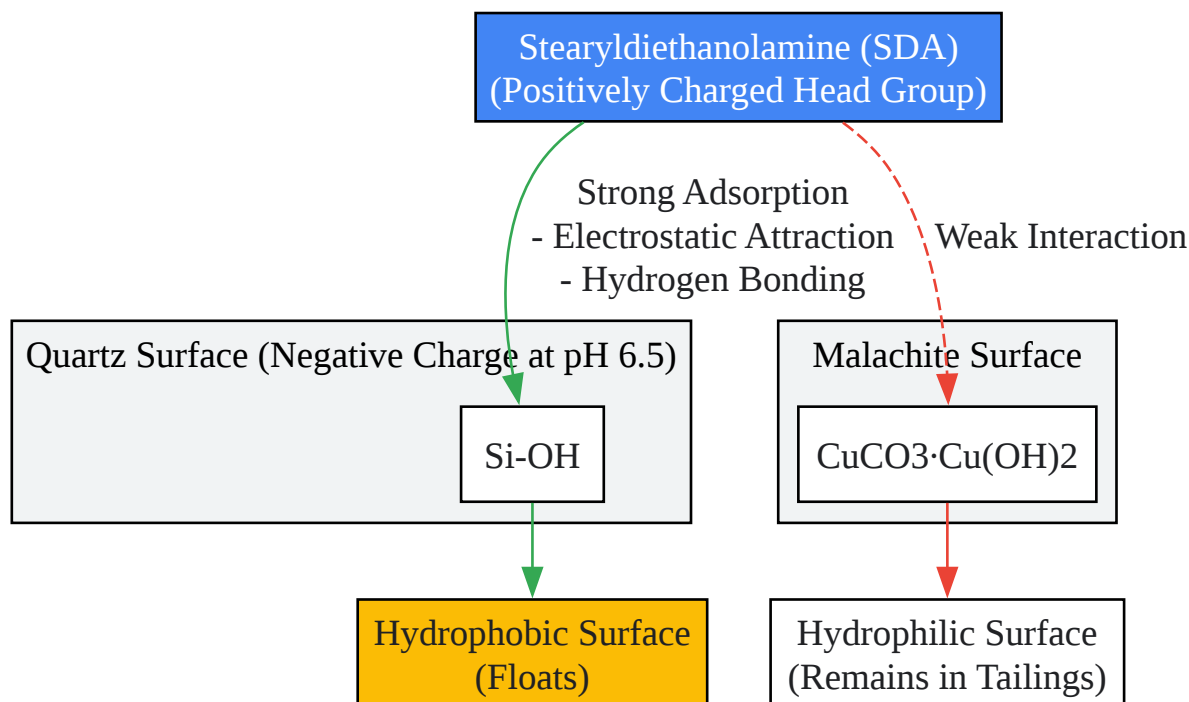 Stearyldiethanolamine (SDA)
(Positively Charged Head Group)
Strong Adsorption
- Electrostatic Attraction
- Hydrogen Bonding
Weak Interaction
Quartz Surface (Negative Charge at pH 6.5)
Malachite Surface
Si-OH
CuCO3·Cu(OH)2
Hydrophobic Surface
(Floats)
Hydrophilic Surface
(Remains in Tailings)